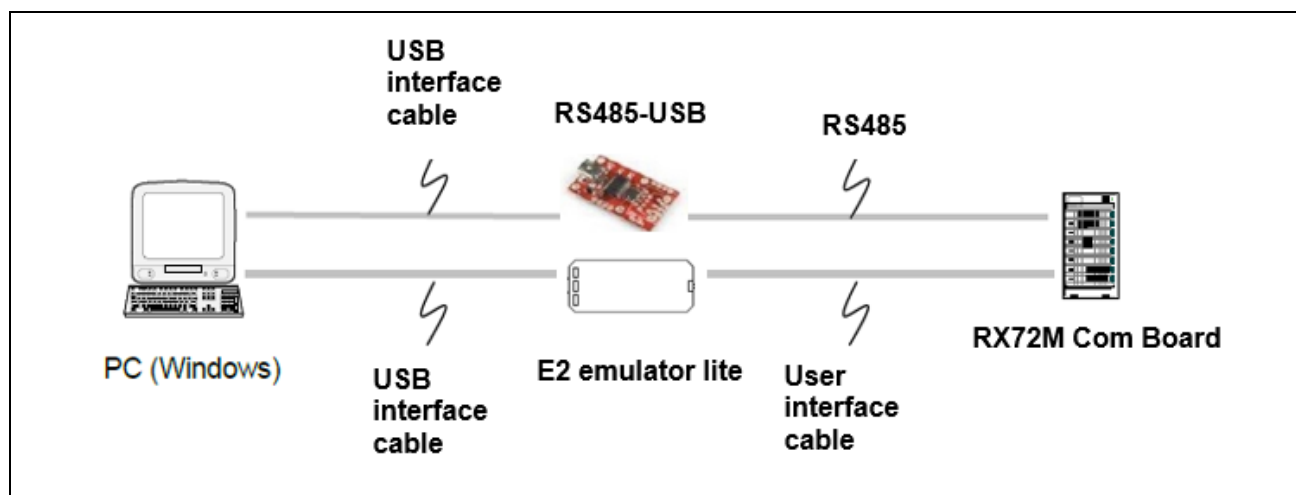 USB
interface
cable
RS485-USB
RS485
PC (Windows)
USB
interface
cable
E2 emulator lite
User
interface
cable
RX72M Com Board